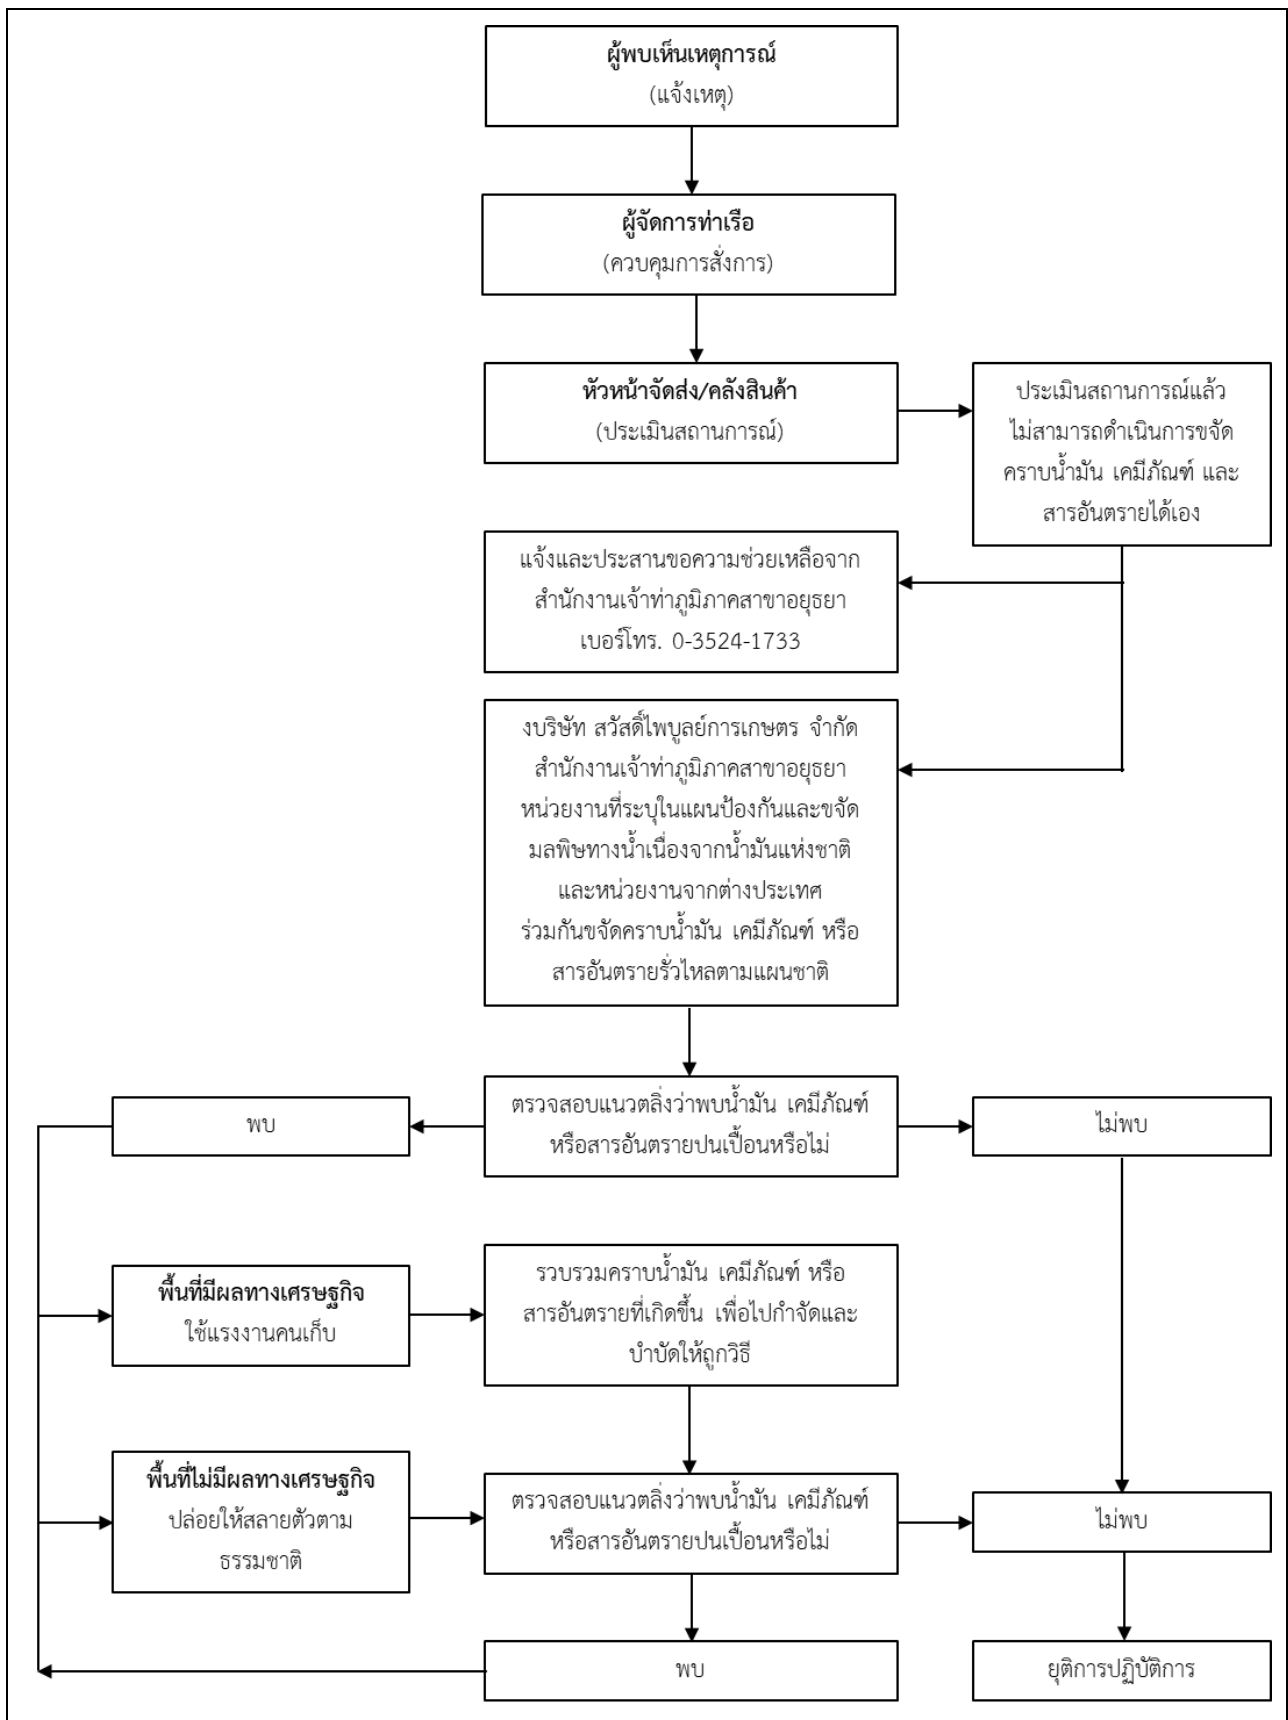 ผู้พบเห็นเหตุการณ์
(แจ้งเหตุ)
ผู้จัดการท่าเรือ
(ควบคุมการสั่งการ)
หัวหน้าจัดส่ง/คลังสินค้า
(ประเมินสถานการณ์)
ประเมินสถานการณ์แล้ว
ไม่สามารถดำเนินการขจัด
คราบน้ำมัน เคมีภัณฑ์ และ
สารอันตรายได้เอง
แจ้งและประสานขอความช่วยเหลือจาก
สำนักงานเจ้าท่าภูมิภาคสาขาอยุธยา
เบอร์โทร. 0-3524-1733
งบริษัท สวัสดิ์ไพบูลย์การเกษตร จำกัด
สำนักงานเจ้าท่าภูมิภาคสาขาอยุธยา
หน่วยงานที่ระบุในแผนป้องกันและขจัด
มลพิษทางน้ำเนื่องจากน้ำมันแห่งชาติ
และหน่วยงานจากต่างประเทศ
ร่วมกันขจัดคราบน้ำมัน เคมีภัณฑ์ หรือ
สารอันตรายรั่วไหลตามแผนชาติ
พบ
ตรวจสอบแนวตลิ่งว่าพบน้ำมัน เคมีภัณฑ์
หรือสารอันตรายปนเปื้อนหรือไม่
ไม่พบ
พื้นที่มีผลทางเศรษฐกิจ
ใช้แรงงานคนเก็บ
รวบรวมคราบน้ำมัน เคมีภัณฑ์ หรือ
สารอันตรายที่เกิดขึ้น เพื่อไปกำจัดและ
บำบัดให้ถูกวิธี
พื้นที่ไม่มีผลทางเศรษฐกิจ
ปล่อยให้สลายตัวตาม
ธรรมชาติ
ตรวจสอบแนวตลิ่งว่าพบน้ำมัน เคมีภัณฑ์
หรือสารอันตรายปนเปื้อนหรือไม่
ไม่พบ
พบ
ยุติการปฏิบัติการ